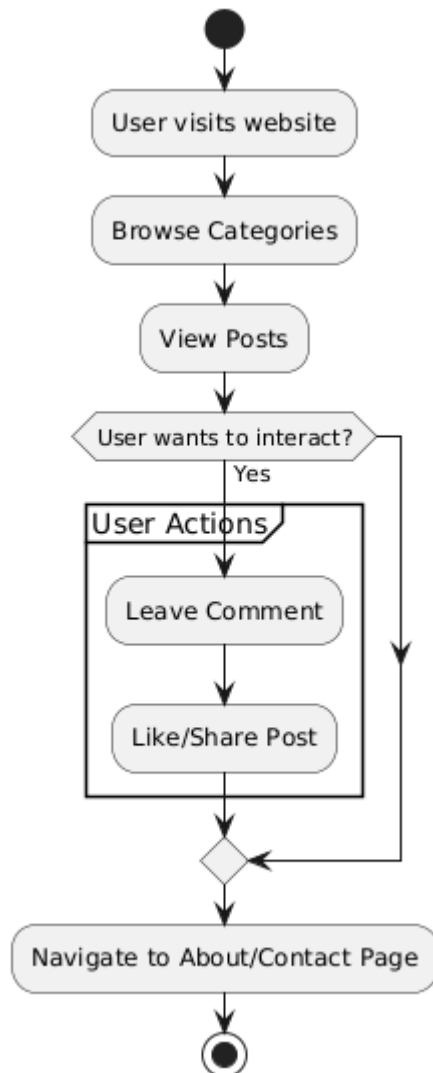 User visits website
Browse Categories
View Posts
User wants to interact?
Yes
User Actions
Leave Comment
Like/Share Post
Navigate to About/Contact Page